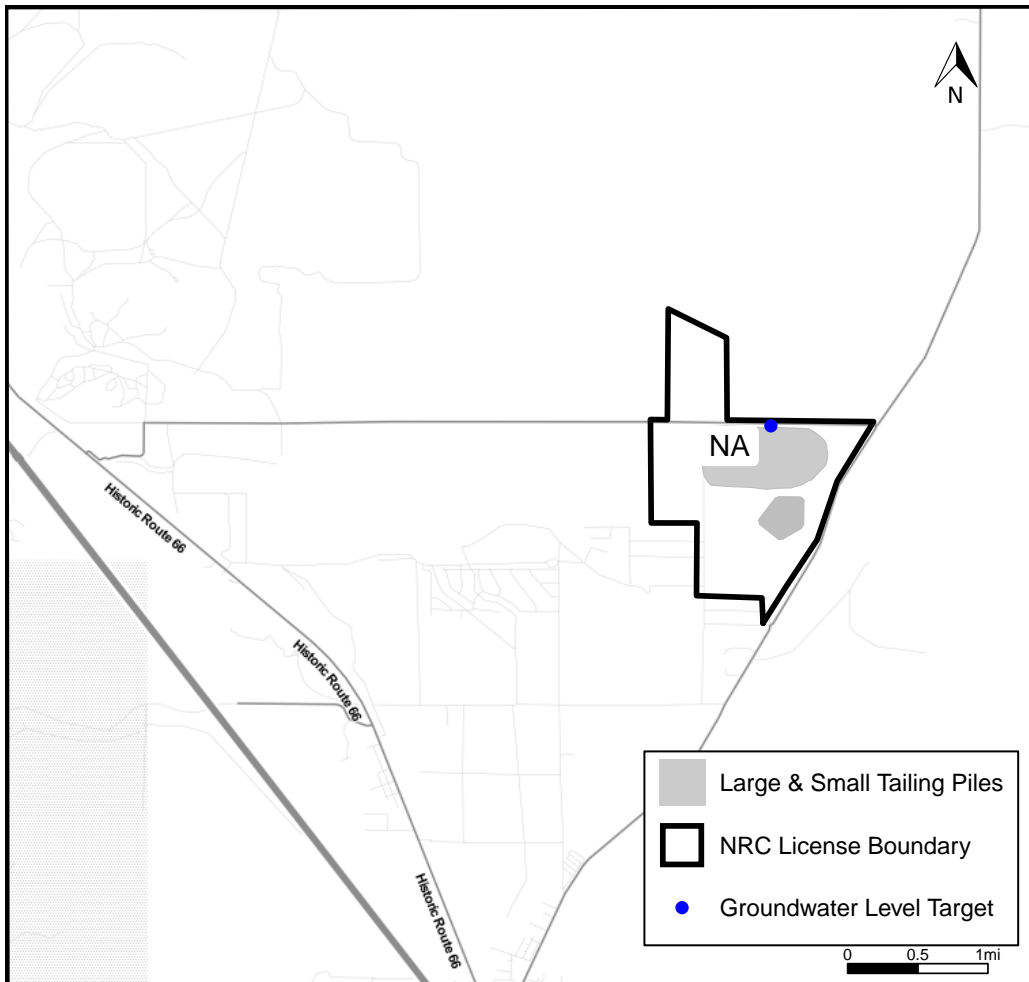 N
NA
Historic Route 66
Historic Route 66
Historic Route 66
Large & Small Tailing Piles
NRC License Boundary
Groundwater Level Target
0 0.5 1mi